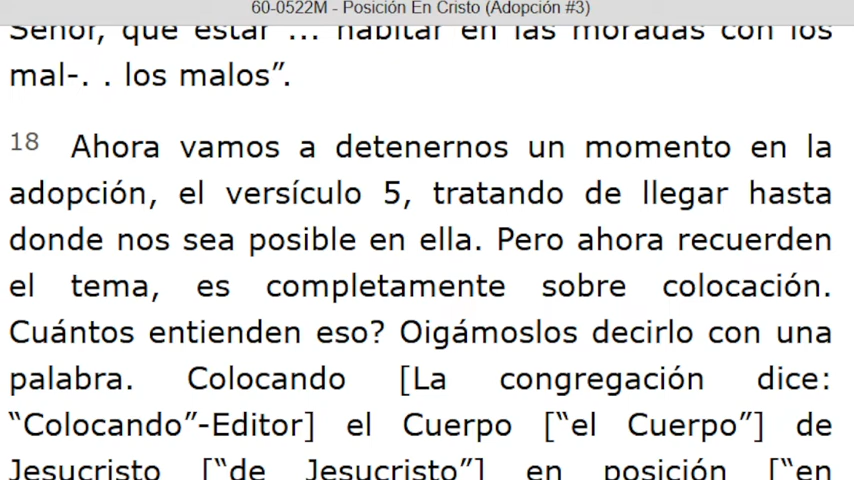 60-0522M - Posición En Cristo (Adopción #3)
Señor, que estar ... habitar en las moradas con los
mal-. . los malos”.
18 Ahora vamos a detenernos un momento en la
adopción, el versículo 5, tratando de llegar hasta
donde nos sea posible en ella. Pero ahora recuerden
el tema, es completamente sobre colocación.
Cuántos entienden eso? Oigámoslos decirlo con una
palabra. Colocando [La congregación dice:
“Colocando”-Editor] el Cuerpo [“el Cuerpo”] de
Jesucristo [“de Jesucristo”] en posición [“en